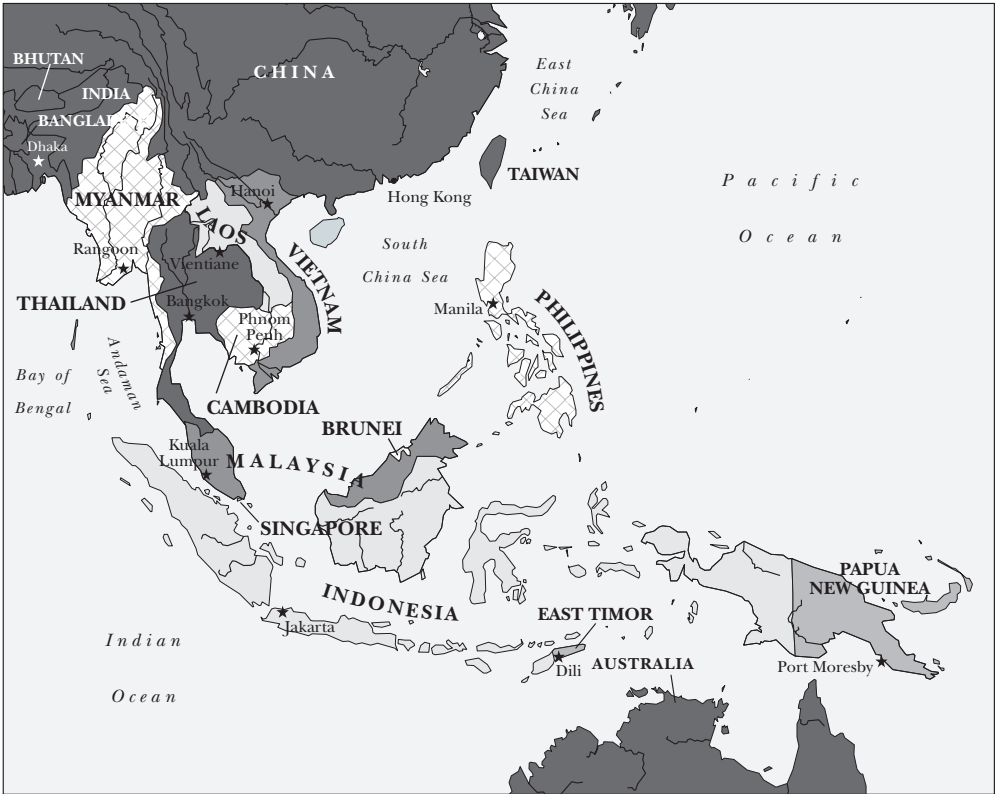 BHUTAN
CHINA
East
China
Sea
INDIA
BANGLADE
Dhaka
TAIWAN
Pacific
Ocean
Hong Kong
MYANMAR
Hanoi
LAOS
VIETNAM
South
China Sea
Rangoon
Vientiane
THAILAND
Bangkok
Manila
PHILIPPINES
Phnom
Penh
Andaman
Sea
Bay of
Bengal
CAMBODIA
BRUNEI
Kuala
Lumpur
MALAYSIA
SINGAPORE
PAPUA
NEW GUINEA
INDONESIA
EAST TIMOR
Jakarta
Indian
Ocean
Dili
AUSTRALIA
Port Moresby